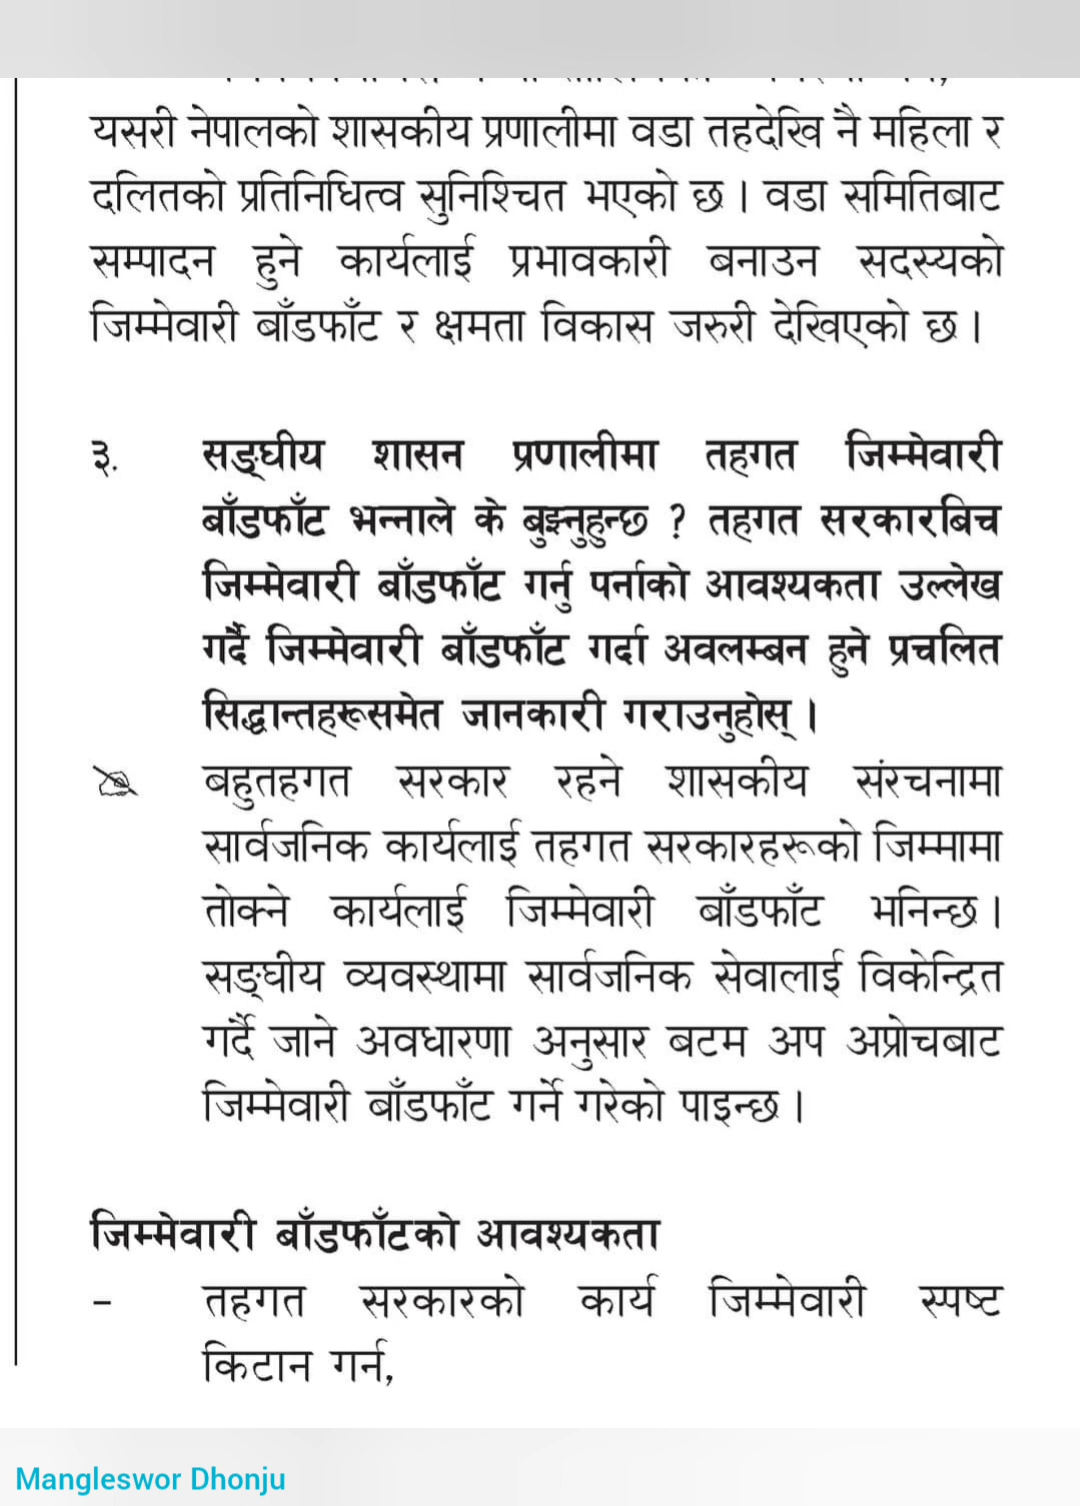 यसरी नेपालको शासकीय प्रणालीमा वडा तहदेखि नै महिला र
दलितको प्रतिनिधित्व सुनिश्चित भएको छ । वडा समितिबाट
सम्पादन हुने कार्यलाई प्रभावकारी बनाउन सदस्यको
जिम्मेवारी बाँडफाँट र क्षमता विकास जरुरी देखिएको छ ।
३. सङ्घीय शासन प्रणालीमा तहगत जिम्मेवारी
बाँडफाँट भन्नाले के बुझ्नुहुन्छ ? तहगत सरकारबिच
जिम्मेवारी बाँडफाँट गर्नु पर्नाको आवश्यकता उल्लेख
गर्दै जिम्मेवारी बाँडफाँट गर्दा अवलम्बन हुने प्रचलित
सिद्धान्तहरूसमेत जानकारी गराउनुहोस् ।
बहुतहगत सरकार रहने शासकीय संरचनामा
सार्वजनिक कार्यलाई तहगत सरकारहरूको जिम्मामा
तोक्ने कार्यलाई जिम्मेवारी बाँडफाँट भनिन्छ ।
सङ्घीय व्यवस्थामा सार्वजनिक सेवालाई विकेन्द्रित
गर्दै जाने अवधारणा अनुसार बटम अप अप्रोचबाट
जिम्मेवारी बाँडफाँट गर्ने गरेको पाइन्छ ।
जिम्मेवारी बाँडफाँटको आवश्यकता
– तहगत सरकारको कार्य जिम्मेवारी स्पष्ट
किटान गर्न,
Mangleswor Dhonju